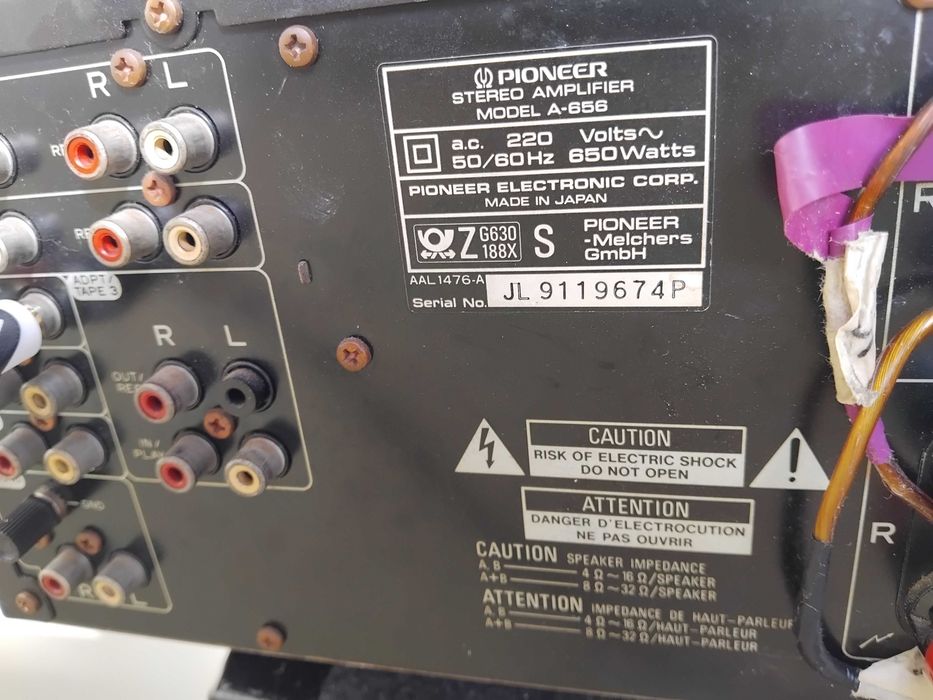 PIONEER
STEREO AMPLIFIER
MODEL A-656
a.c. 220 Volts~
50/60Hz 650Watts
PIONEER ELECTRONIC CORP.
MADE IN JAPAN
Z G630 188X S PIONEER
-Melchers
GmbH
AAL1476-A
Serial No. JL 9119674P
R L
ADPT/
TAPE 3
R L
OUT/
REC
IN/
PLAY
GND
R L
R
R
CAUTION
RISK OF ELECTRIC SHOCK
DO NOT OPEN
ATTENTION
DANGER D'ELECTROCUTION
NE PAS OUVRIR
CAUTION SPEAKER IMPEDANCE
A, B 4 Ω ~ 16 Ω/SPEAKER
A+B 8 Ω ~ 32 Ω/SPEAKER
ATTENTION IMPEDANCE DE HAUT-PARLEUR
A, B 4 Ω ~ 16 Ω/HAUT-PARLEUR
A+B 8 Ω ~ 32 Ω/HAUT-PARLEUR